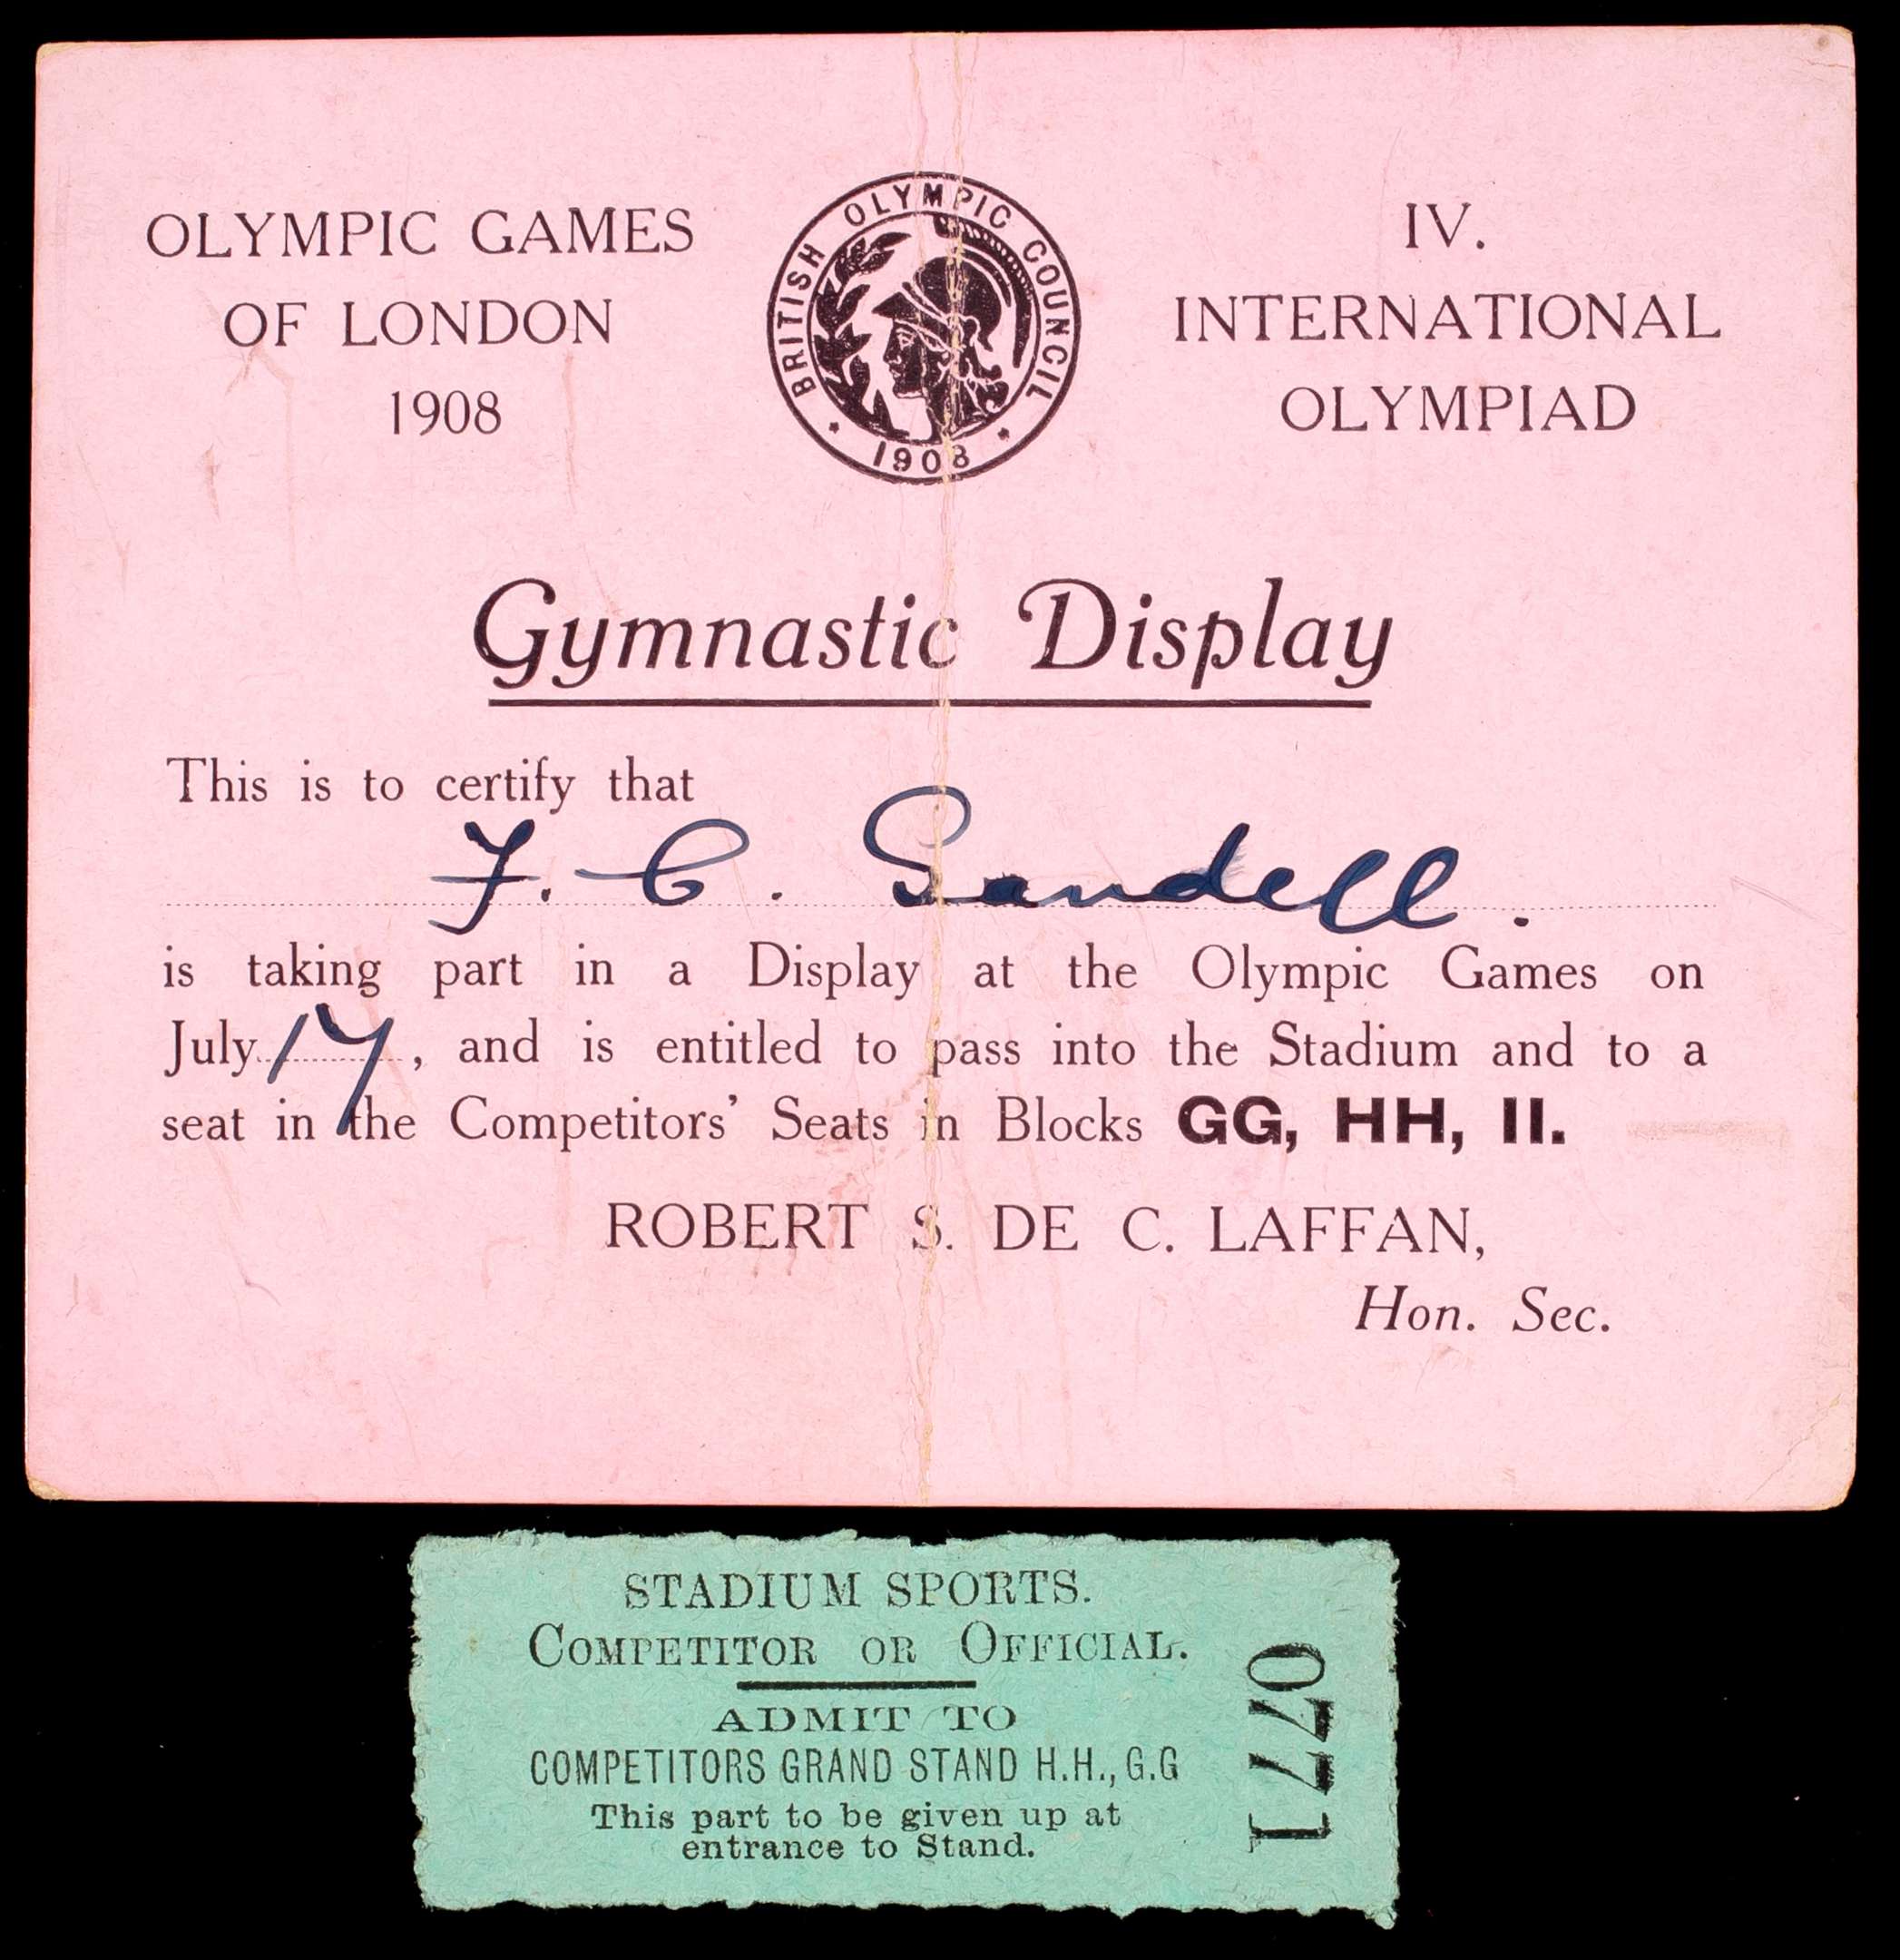 OLYMPIC GAMES
OF LONDON
1908
BRITISH OLYMPIC COUNCIL
1908
IV.
INTERNATIONAL
OLYMPIAD
Gymnastic Display
This is to certify that
F. C. Sandell.
is taking part in a Display at the Olympic Games on
July 14, and is entitled to pass into the Stadium and to a
seat in the Competitors' Seats in Blocks GG, HH, II.
ROBERT S. DE C. LAFFAN,
Hon. Sec.
STADIUM SPORTS.
COMPETITOR OR OFFICIAL.
ADMIT TO
COMPETITORS GRAND STAND H.H., G.G
This part to be given up at
entrance to Stand.
0771